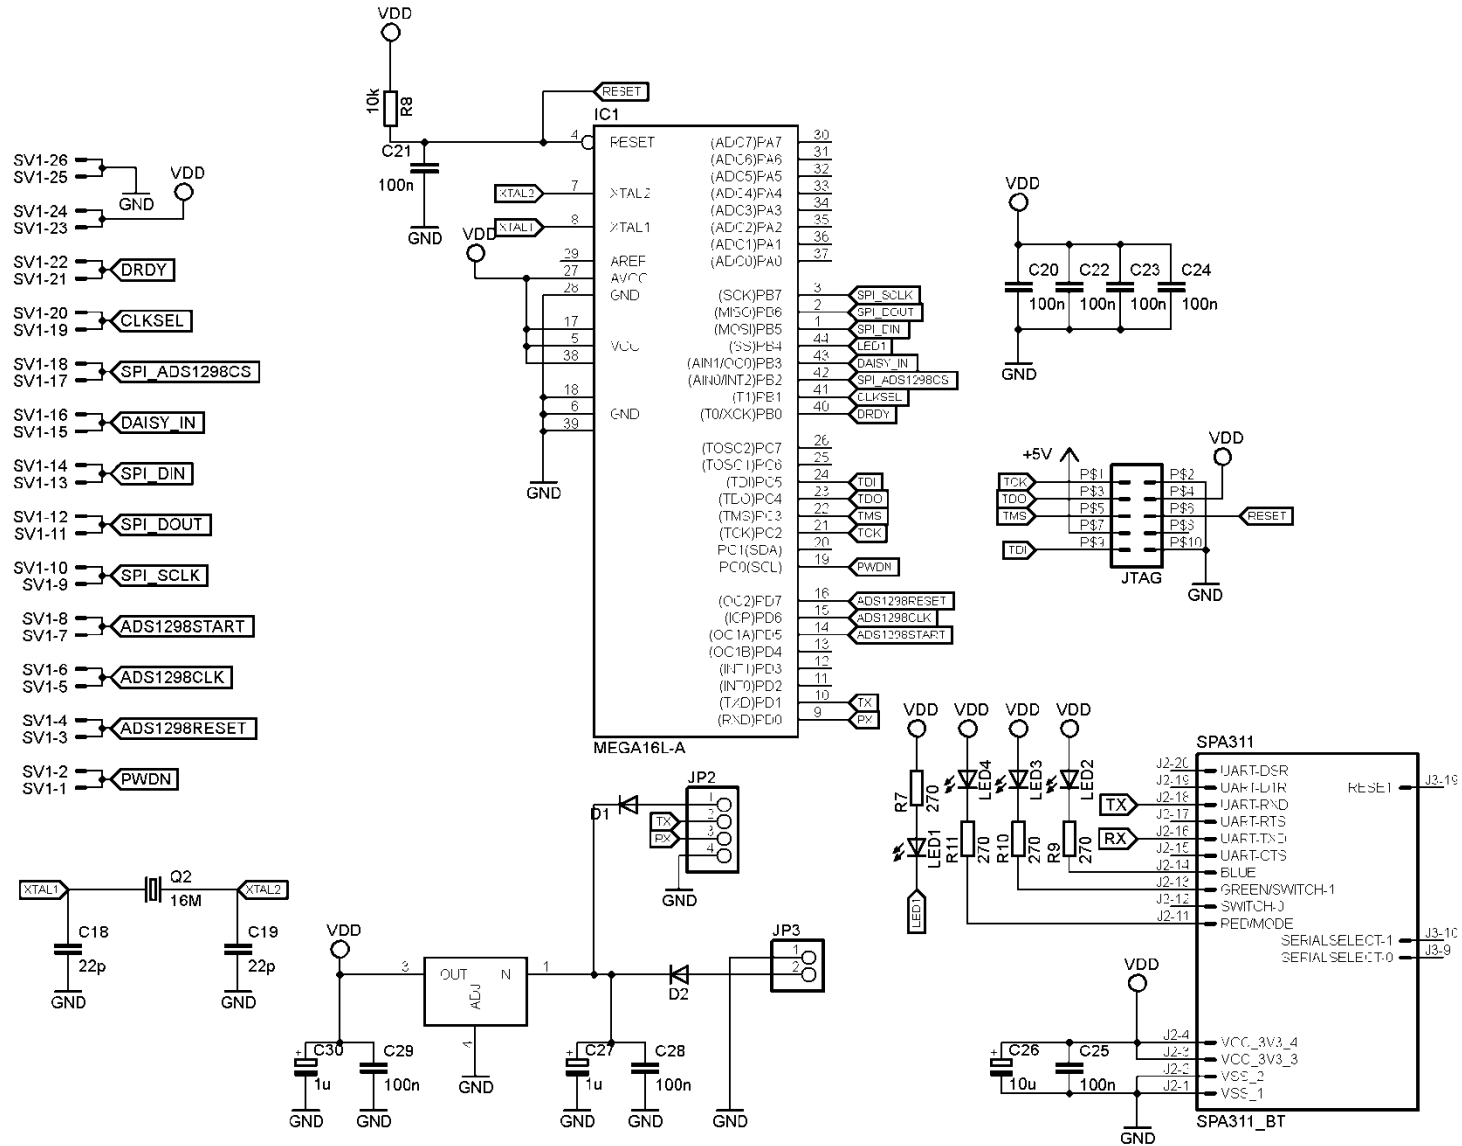 VDD
10k
R8
C21
100n
GND
RESET
IC1
4 RESET
XTAL2 7 XTAL2
XTAL1 8 XTAL1
VDD
29 AREF
27 AVCC
28 GND
17
5 VCC
38
18
6 GND
39
GND
(ADC7)PA7 30
(ADC6)PA6 31
(ADC5)PA5 32
(ADC4)PA4 33
(ADC3)PA3 34
(ADC2)PA2 35
(ADC1)PA1 36
(ADC0)PA0 37
(SCK)PB7 3 SPI_SCLK
(MISO)PB6 2 SPI_DOUT
(MOSI)PB5 1 SPI_DIN
(SS)PB4 44 LED1
(AIN1/OC0)PB3 43 DAISY_IN
(AIN0/INT2)PB2 42 SPI_ADS1298CS
(T1)PB1 41 CLKSEL
(T0/XCK)PB0 40 DRDY
(TOSC2)PC7 26
(TOSC1)PC6 25
(TDI)PC5 24 TDI
(TDO)PC4 23 TDO
(TMS)PC3 22 TMS
(TCK)PC2 21 TCK
PC1(SDA) 20
PC0(SCL) 19 PWDN
(OC2)PD7 16 ADS1298RESET
(ICP)PD6 15 ADS1298CLK
(OC1A)PD5 14 ADS1298START
(OC1B)PD4 13
(INT1)PD3 12
(INT0)PD2 11
(TXD)PD1 10 TX
(RXD)PD0 9 RX
MEGA16L-A
SV1-26
SV1-25
GND
VDD
SV1-24
SV1-23
SV1-22
SV1-21
DRDY
SV1-20
SV1-19
CLKSEL
SV1-18
SV1-17
SPI_ADS1298CS
SV1-16
SV1-15
DAISY_IN
SV1-14
SV1-13
SPI_DIN
SV1-12
SV1-11
SPI_DOUT
SV1-10
SV1-9
SPI_SCLK
SV1-8
SV1-7
ADS1298START
SV1-6
SV1-5
ADS1298CLK
SV1-4
SV1-3
ADS1298RESET
SV1-2
SV1-1
PWDN
VDD
C20
100n
C22
100n
C23
100n
C24
100n
GND
+5V
VDD
TCK P$1 P$2
TDO P$3 P$4
TMS P$5 P$6 RESET
P$7 P$8
TDI P$9 P$10
JTAG
GND
XTAL1
Q2
16M
XTAL2
C18
22p
GND
C19
22p
GND
JP2
D1
1
TX 2
RX 3
4
GND
VDD
3 OUT
IN 1
ADJ
4
GND
C30
+
1u
GND
C29
100n
GND
C27
+
1u
GND
C28
100n
GND
D2
JP3
1
2
GND
VDD
VDD
VDD
VDD
R7
270
LED1
LED1
LED4
R11
270
LED3
R10
270
LED2
R9
270
SPA311
J2-20 UART-DSR
J2-19 UART-DTR
TX J2-18 UART-RXD
J2-17 UART-RTS
RX J2-16 UART-TXD
J2-15 UART-CTS
J2-14 BLUE
J2-13 GREEN/SWITCH-1
J2-12 SWITCH-0
J2-11 RED/MODE
RESET J3-19
SERIALSELECT-1 J3-10
SERIALSELECT-0 J3-9
VDD
J2-4 VCC_3V3_4
J2-3 VCC_3V3_3
J2-2 VSS_2
J2-1 VSS_1
C26
+
10u
C25
100n
GND
SPA311_BT